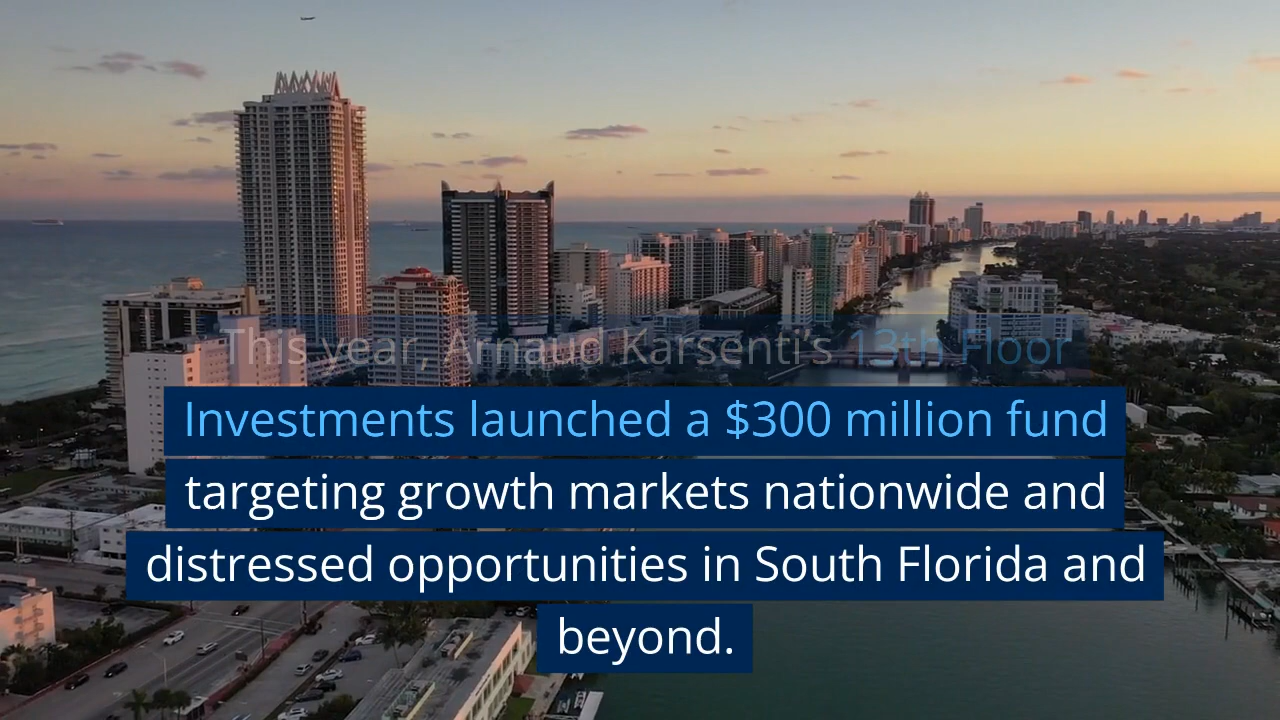 This year, Arnaud Karsenti's 13th Floor
Investments launched a $300 million fund
targeting growth markets nationwide and
distressed opportunities in South Florida and
beyond.